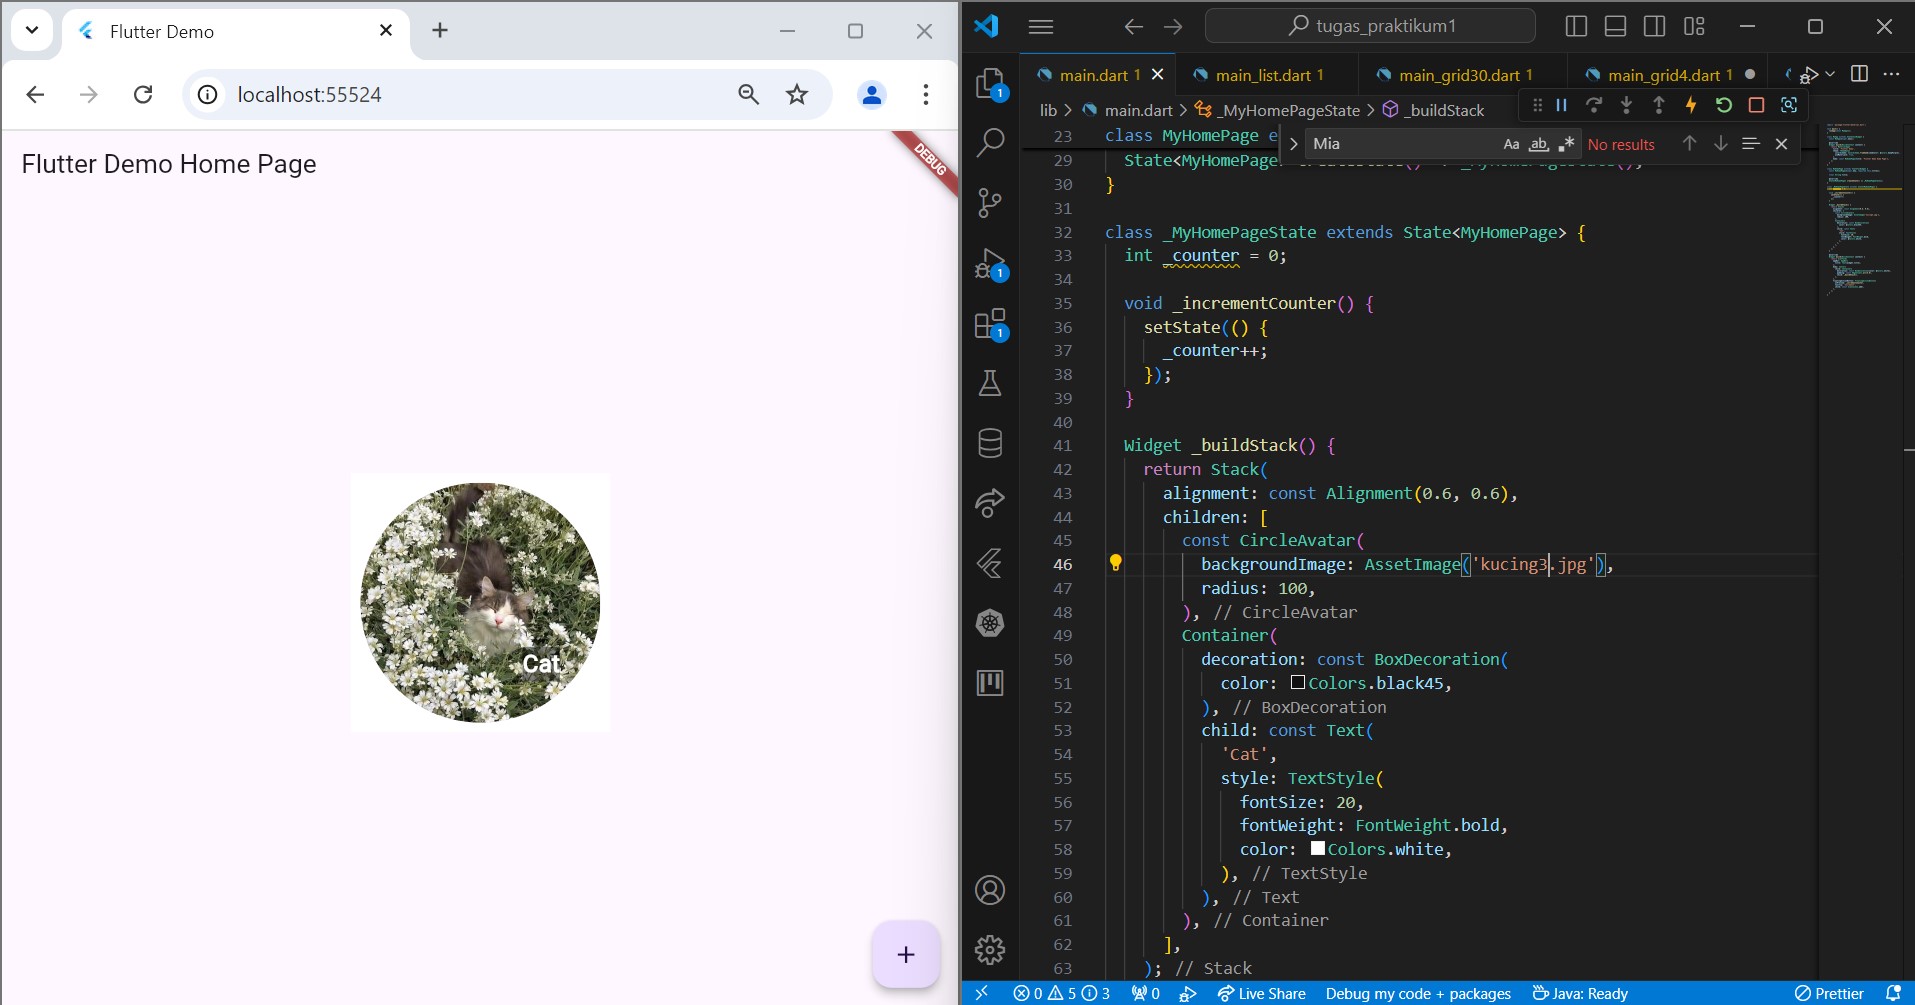 Flutter Demo
localhost:55524
Flutter Demo Home Page
DEBUG
Cat
+
tugas_praktikum1
main.dart 1
main_list.dart 1
main_grid30.dart 1
main_grid4.dart 1
lib > main.dart > _MyHomePageState > _buildStack
Mia
Aa ab
No results
23 class MyHomePage e
29 State<MyHomePage
30 }
31
32 class _MyHomePageState extends State<MyHomePage> {
33 int _counter = 0;
34
35 void _incrementCounter() {
36 setState(() {
37 _counter++;
38 });
39 }
40
41 Widget _buildStack() {
42 return Stack(
43 alignment: const Alignment(0.6, 0.6),
44 children: [
45 const CircleAvatar(
46 backgroundImage: AssetImage('kucing3.jpg'),
47 radius: 100,
48 ), // CircleAvatar
49 Container(
50 decoration: const BoxDecoration(
51 color: Colors.black45,
52 ), // BoxDecoration
53 child: const Text(
54 'Cat',
55 style: TextStyle(
56 fontSize: 20,
57 fontWeight: FontWeight.bold,
58 color: Colors.white,
59 ), // TextStyle
60 ), // Text
61 ), // Container
62 ],
63 ); // Stack
1
1
1
0 5 3 0 Live Share Debug my code + packages Java: Ready Prettier